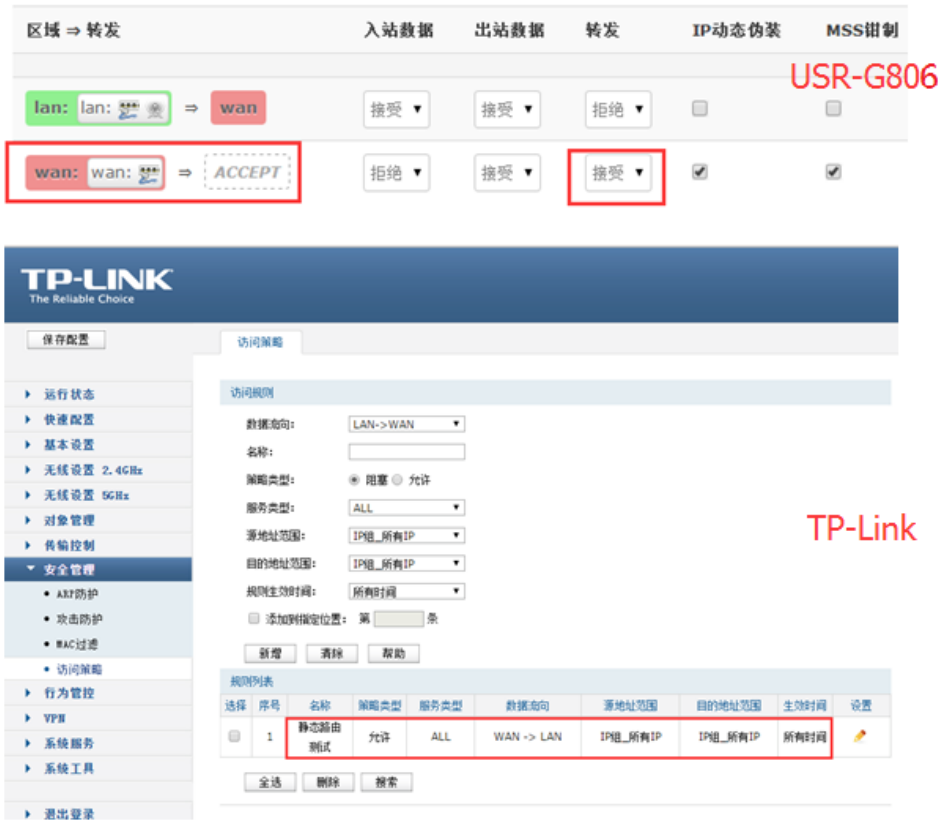 区域 ⇒ 转发 入站数据 出站数据 转发 IP动态伪装 MSS钳制
USR-G806
lan: lan: ⇒ wan 接受 接受 拒绝
wan: wan: ⇒ ACCEPT 拒绝 接受 接受
TP-LINK
The Reliable Choice
保存配置
访问策略
运行状态
快速配置
基本设置
无线设置 2.4GHz
无线设置 5GHz
对象管理
传输控制
安全管理
ARP防护
攻击防护
MAC过滤
访问策略
行为管控
VPN
系统服务
系统工具
退出登录
访问规则
数据流向: LAN->WAN
名称:
策略类型: 阻塞 允许
服务类型: ALL
源地址范围: IP组_所有IP
目的地址范围: IP组_所有IP
规则生效时间: 所有时间
添加到指定位置: 第 条
新增 清除 帮助
TP-Link
规则列表
选择 序号 名称 策略类型 服务类型 数据流向 源地址范围 目的地址范围 生效时间 设置
1 静态路由测试 允许 ALL WAN -> LAN IP组_所有IP IP组_所有IP 所有时间
全选 删除 搜索